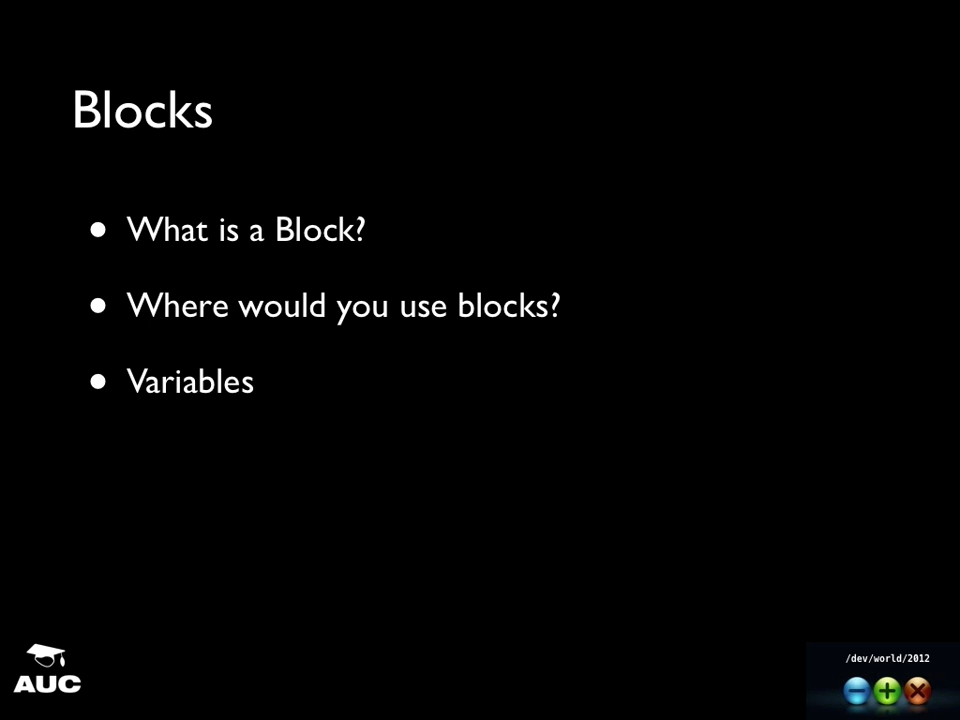 Blocks
• What is a Block?
• Where would you use blocks?
• Variables
AUC
/dev/world/2012